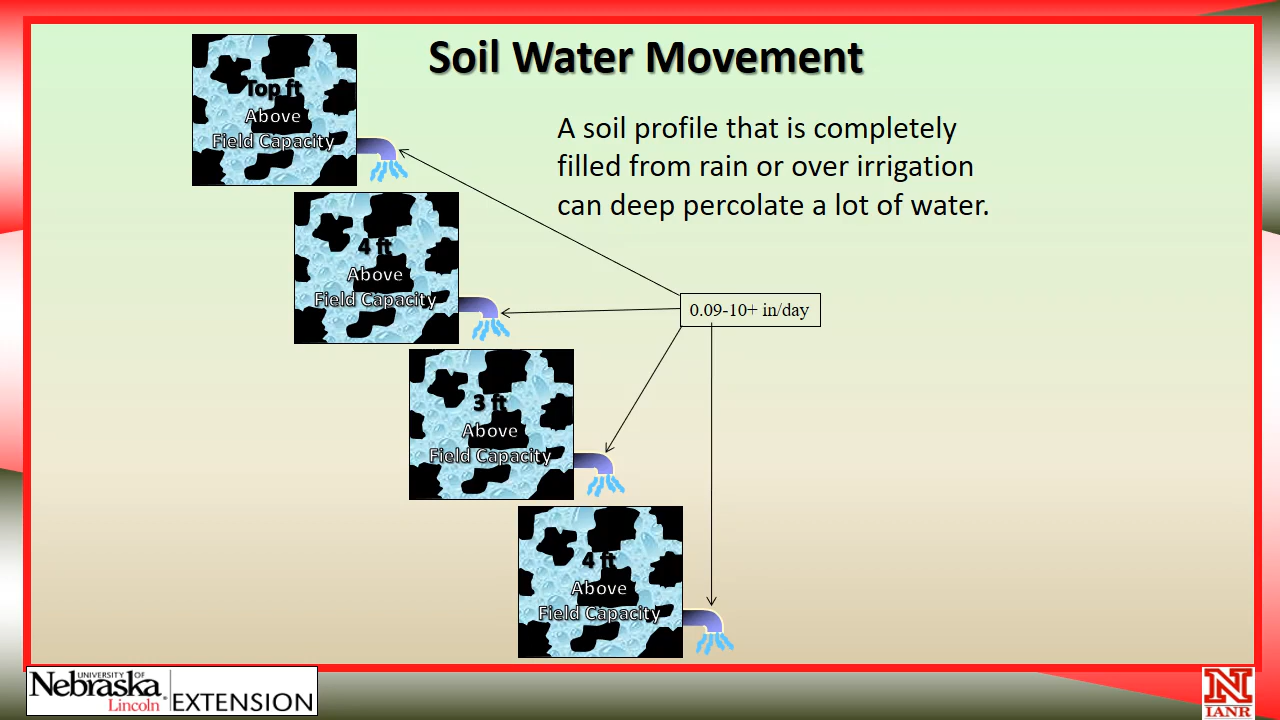 Soil Water Movement
Top ft
Above
Field Capacity
A soil profile that is completely
filled from rain or over irrigation
can deep percolate a lot of water.
4 ft
Above
Field Capacity
0.09-10+ in/day
3 ft
Above
Field Capacity
4 ft
Above
Field Capacity
UNIVERSITY OF
Nebraska
Lincoln
EXTENSION
N
IANR